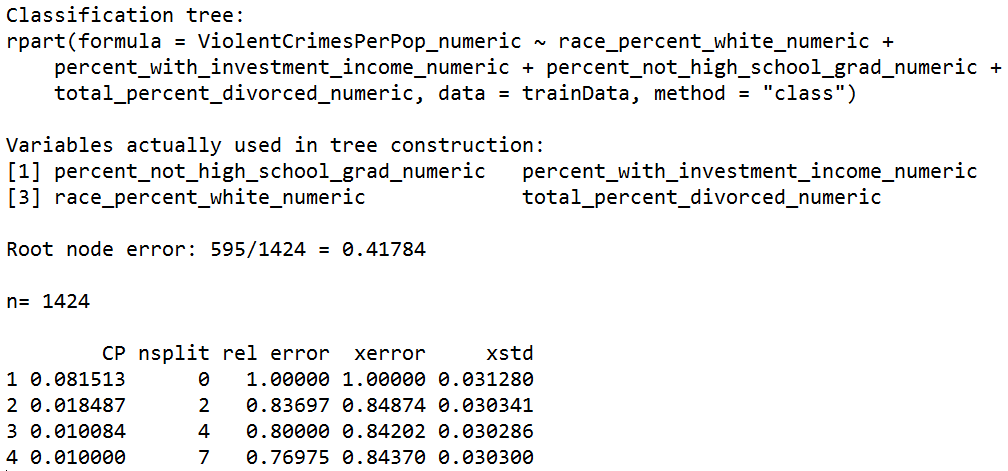 Classification tree:
rpart(formula = ViolentCrimesPerPop_numeric ~ race_percent_white_numeric +
    percent_with_investment_income_numeric + percent_not_high_school_grad_numeric +
    total_percent_divorced_numeric, data = trainData, method = "class")

Variables actually used in tree construction:
[1] percent_not_high_school_grad_numeric   percent_with_investment_income_numeric
[3] race_percent_white_numeric             total_percent_divorced_numeric

Root node error: 595/1424 = 0.41784

n= 1424

        CP nsplit rel error  xerror     xstd
1 0.081513      0   1.00000 1.00000 0.031280
2 0.018487      2   0.83697 0.84874 0.030341
3 0.010084      4   0.80000 0.84202 0.030286
4 0.010000      7   0.76975 0.84370 0.030300